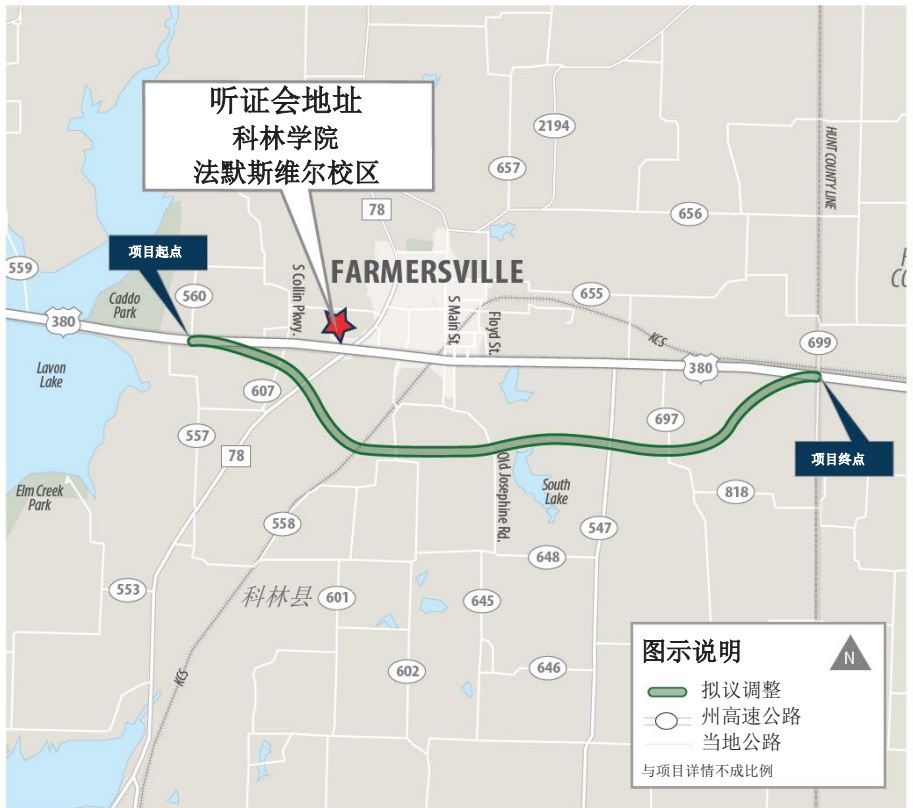 听证会地址
科林学院
法默斯维尔校区
2194
HUNT COUNTY LINE
657
78
656
项目起点
559
Caddo
Park
560
S Collin Pkwy.
FARMERSVILLE
655
S Main St.
Floyd St.
380
KCS
699
Lavon
Lake
380
607
697
557
78
项目终点
Elm Creek
Park
Old Josephine Rd.
South
Lake
818
558
547
648
553
科林县
601
645
602
646
KCS
图示说明
N
拟议调整
州高速公路
当地公路
与项目详情不成比例